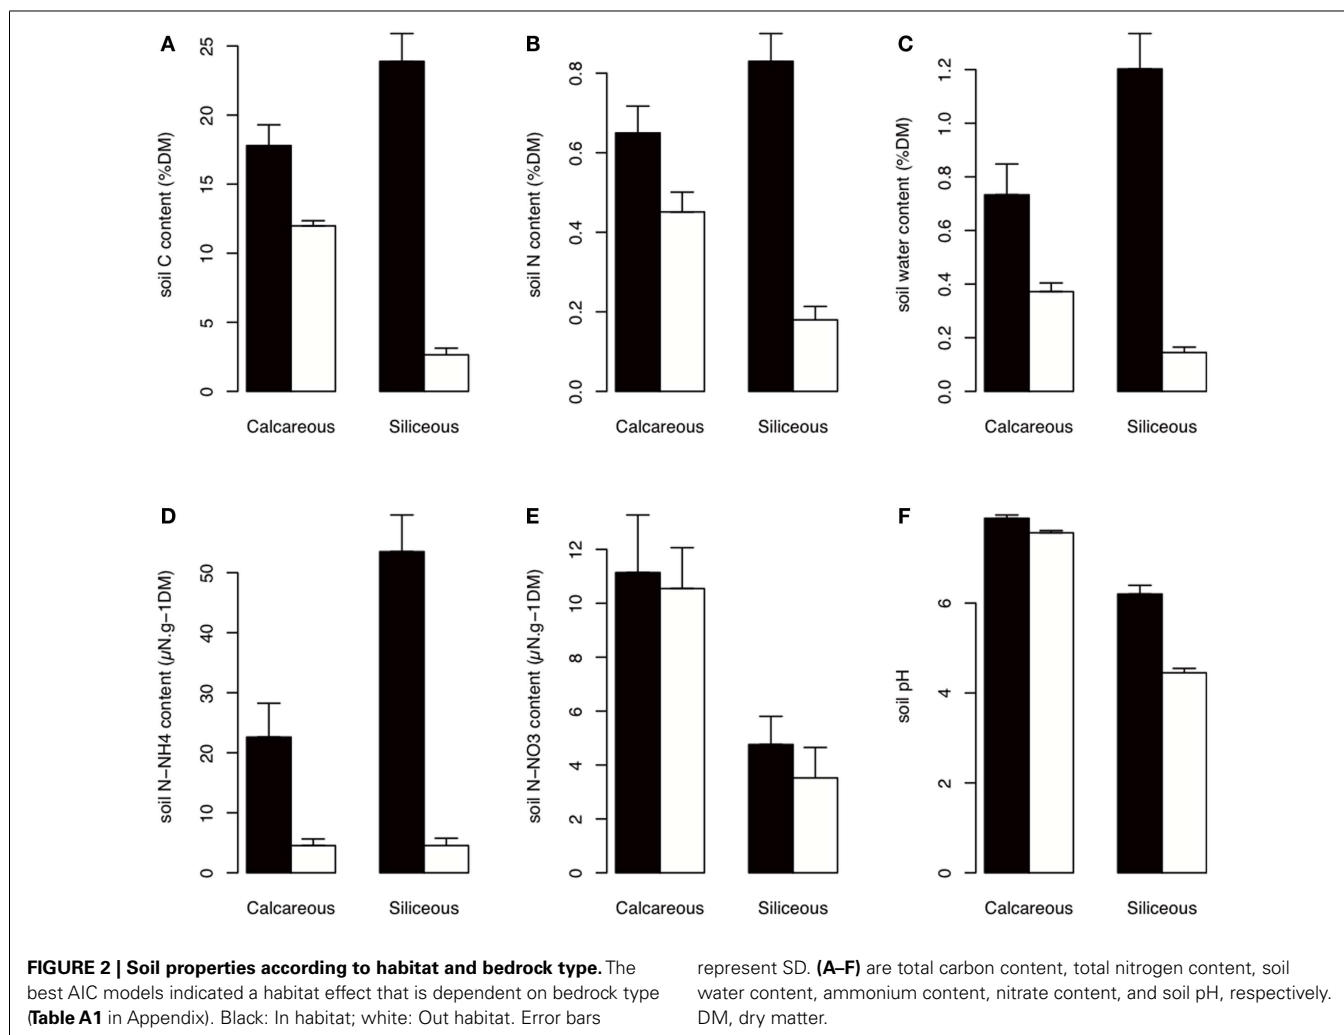 A
25
20
15
10
5
0
soil C content (%DM)
Calcareous
Siliceous
B
0.8
0.6
0.4
0.2
0.0
soil N content (%DM)
Calcareous
Siliceous
C
1.2
1.0
0.8
0.6
0.4
0.2
0.0
soil water content (%DM)
Calcareous
Siliceous
D
50
40
30
20
10
0
soil N−NH4 content (µN.g−1DM)
Calcareous
Siliceous
E
12
10
8
6
4
2
0
soil N−NO3 content (µN.g−1DM)
Calcareous
Siliceous
F
6
4
2
0
soil pH
Calcareous
Siliceous
FIGURE 2 | Soil properties according to habitat and bedrock type. The
best AIC models indicated a habitat effect that is dependent on bedrock type
(Table A1 in Appendix). Black: In habitat; white: Out habitat. Error bars
represent SD. (A–F) are total carbon content, total nitrogen content, soil
water content, ammonium content, nitrate content, and soil pH, respectively.
DM, dry matter.